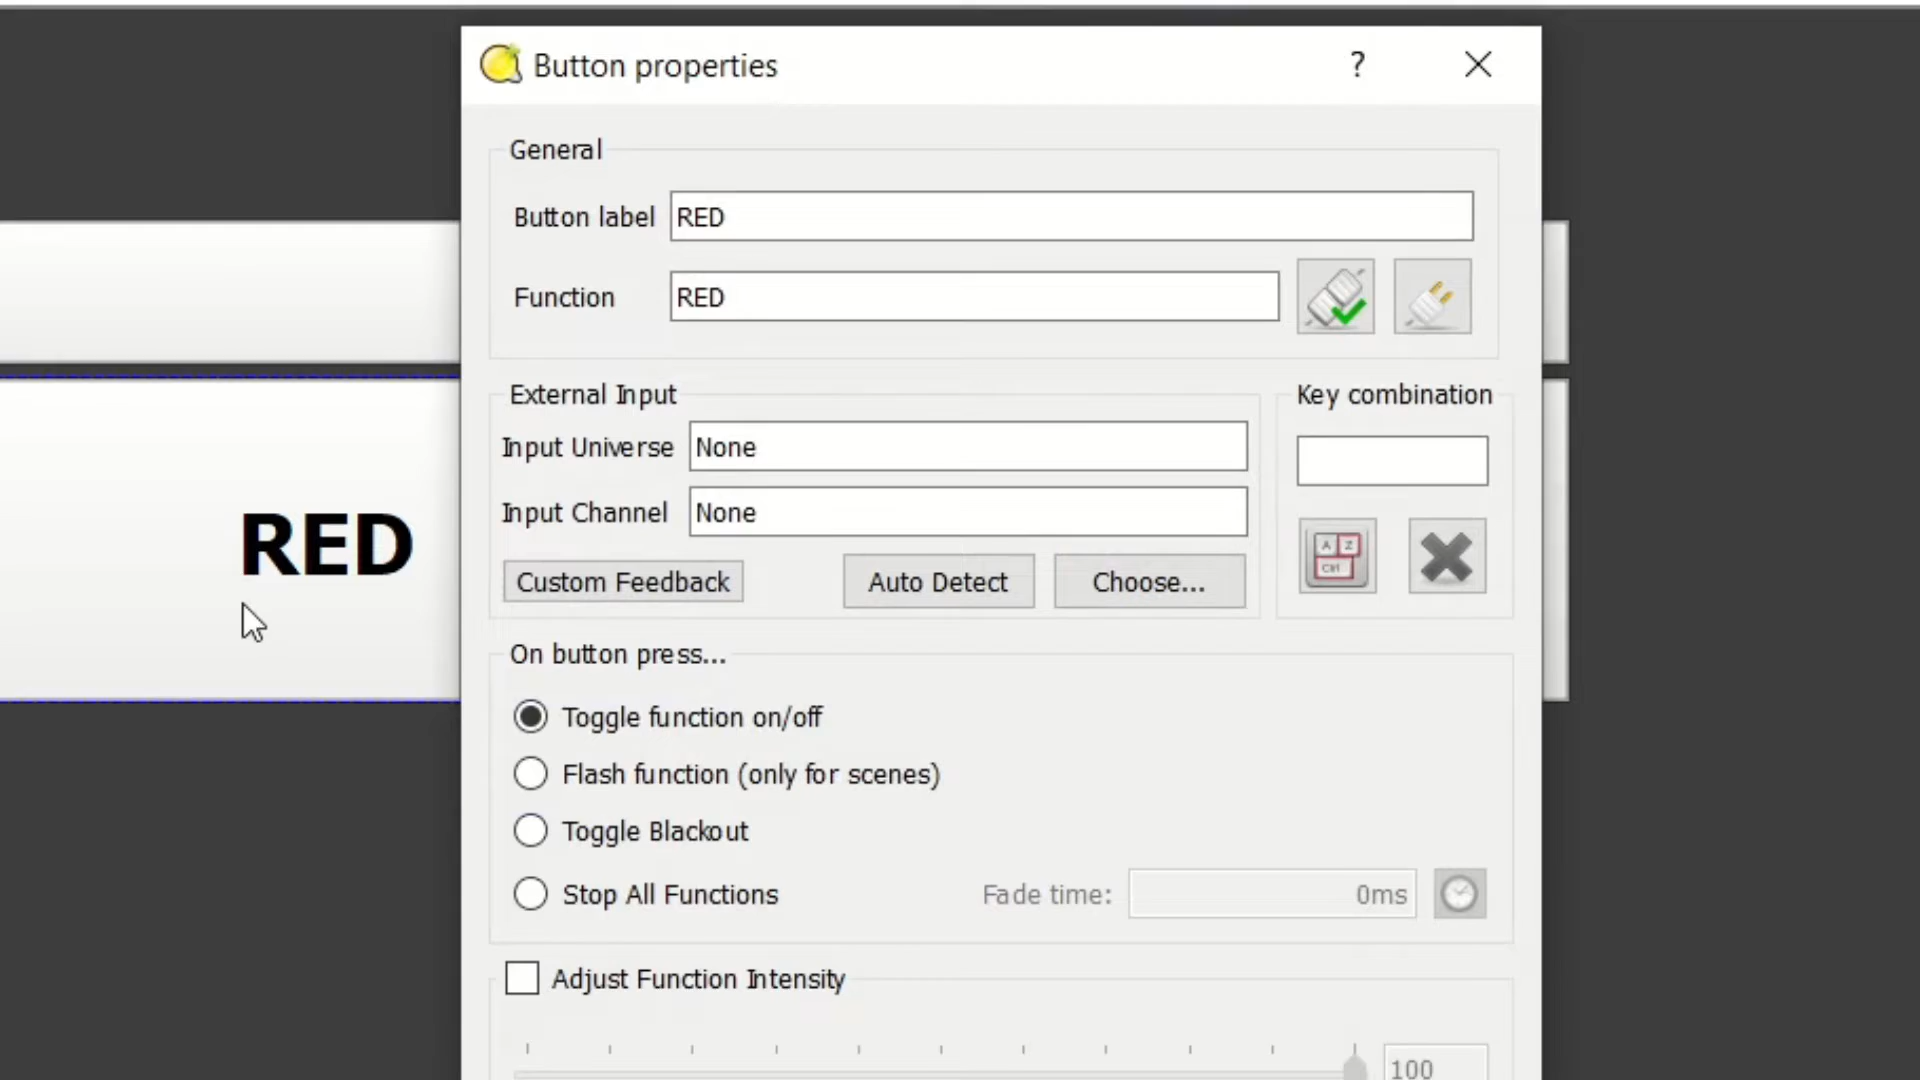 Button properties
?
General
Button label RED
Function RED
External Input
Key combination
Input Universe None
Input Channel None
Custom Feedback Auto Detect Choose...
A Z
Ctrl
RED
On button press...
Toggle function on/off
Flash function (only for scenes)
Toggle Blackout
Stop All Functions Fade time: 0ms
Adjust Function Intensity
100